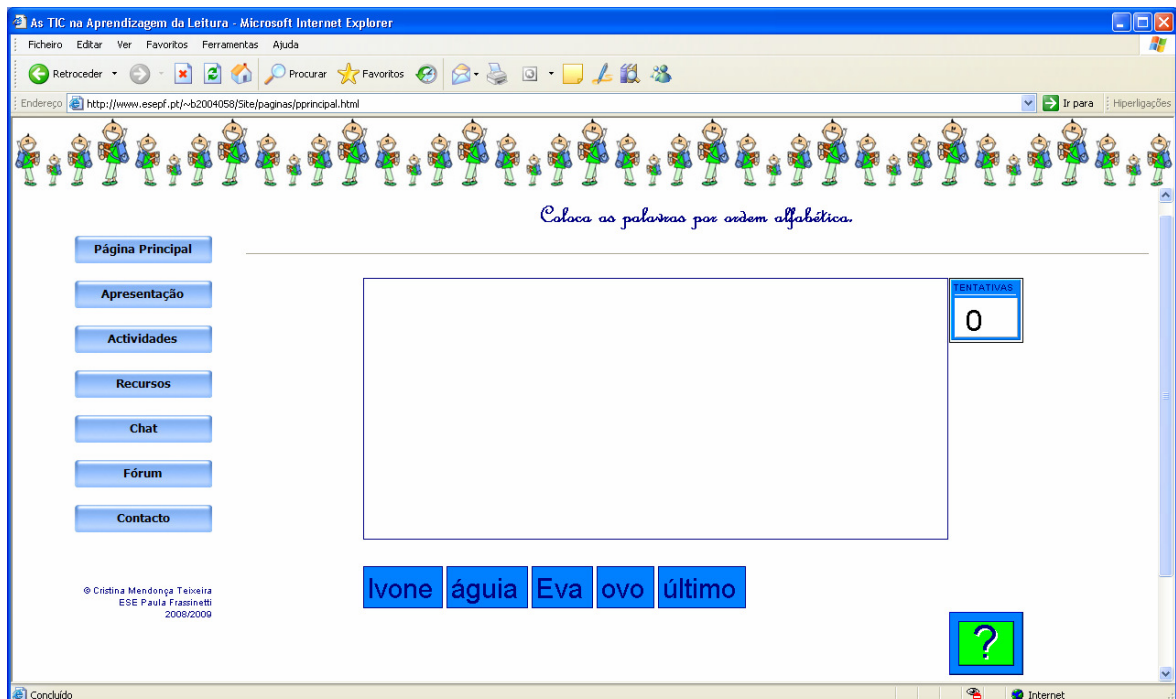 As TIC na Aprendizagem da Leitura - Microsoft Internet Explorer
Ficheiro Editar Ver Favoritos Ferramentas Ajuda
Retroceder Procurar Favoritos
Endereço http://www.esepf.pt/~b2004058/Site/paginas/pprincipal.html Ir para Hiperligações
Coloca as palavras por ordem alfabética.
Página Principal
Apresentação
Actividades
Recursos
Chat
Fórum
Contacto
© Cristina Mendonça Teixeira
ESE Paula Frassinetti
2008/2009
TENTATIVAS
0
Ivone águia Eva ovo último
?
Concluído Internet